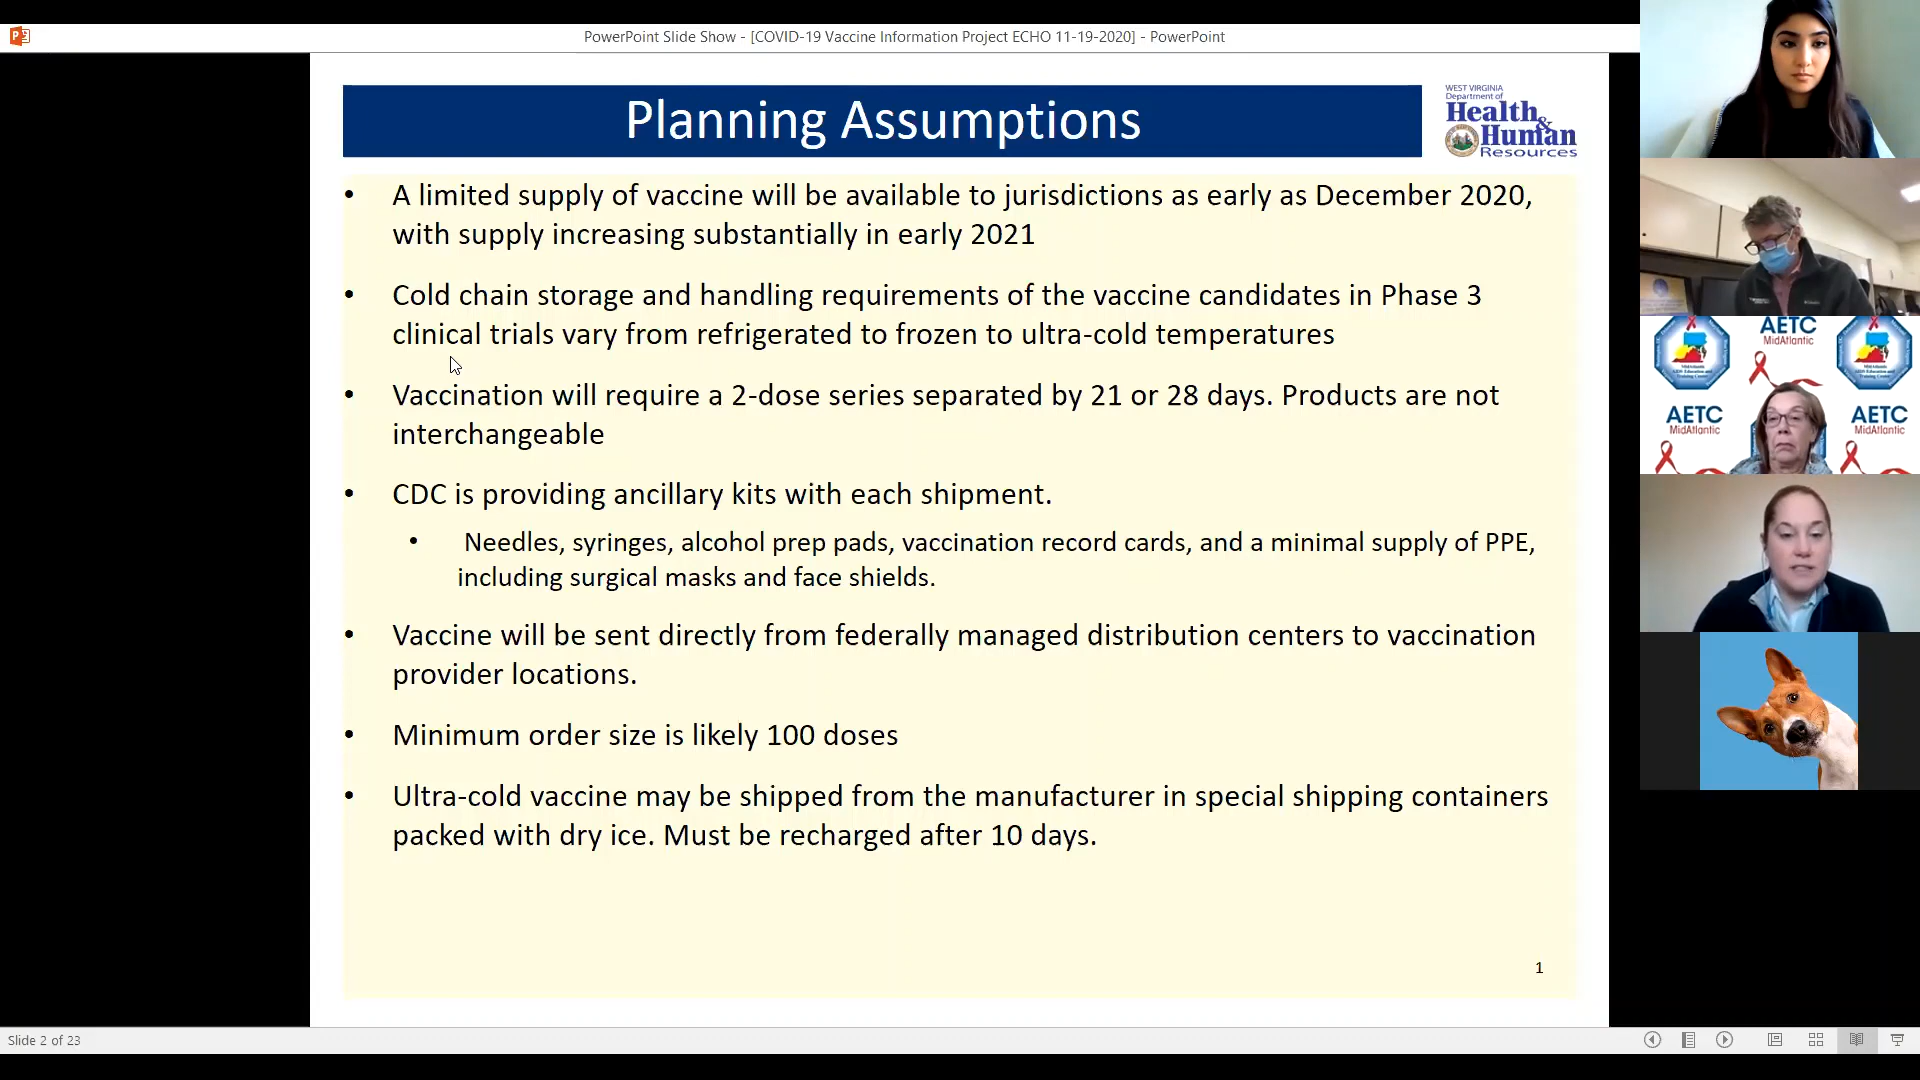 PowerPoint Slide Show - [COVID-19 Vaccine Information Project ECHO 11-19-2020] - PowerPoint
Planning Assumptions
WEST VIRGINIA
Department of
Health
&
Human
Resources
• A limited supply of vaccine will be available to jurisdictions as early as December 2020,
with supply increasing substantially in early 2021
• Cold chain storage and handling requirements of the vaccine candidates in Phase 3
clinical trials vary from refrigerated to frozen to ultra-cold temperatures
• Vaccination will require a 2-dose series separated by 21 or 28 days. Products are not
interchangeable
• CDC is providing ancillary kits with each shipment.
• Needles, syringes, alcohol prep pads, vaccination record cards, and a minimal supply of PPE,
including surgical masks and face shields.
• Vaccine will be sent directly from federally managed distribution centers to vaccination
provider locations.
• Minimum order size is likely 100 doses
• Ultra-cold vaccine may be shipped from the manufacturer in special shipping containers
packed with dry ice. Must be recharged after 10 days.
1
Slide 2 of 23
AETC
MidAtlantic
AETC
MidAtlantic
AETC
MidAtlantic